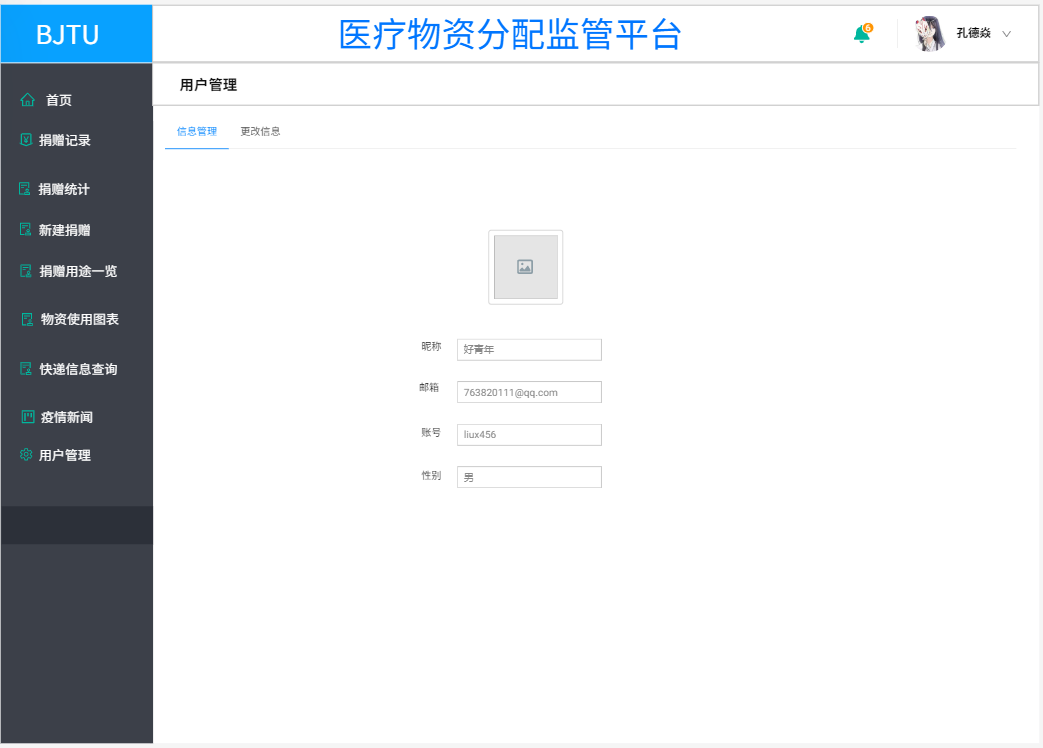 BJTU
医疗物资分配监管平台
6
孔德焱
用户管理
首页
捐赠记录
捐赠统计
新建捐赠
捐赠用途一览
物资使用图表
快递信息查询
疫情新闻
用户管理
信息管理 更改信息
昵称 好青年
邮箱 763820111@qq.com
账号 liux456
性别 男